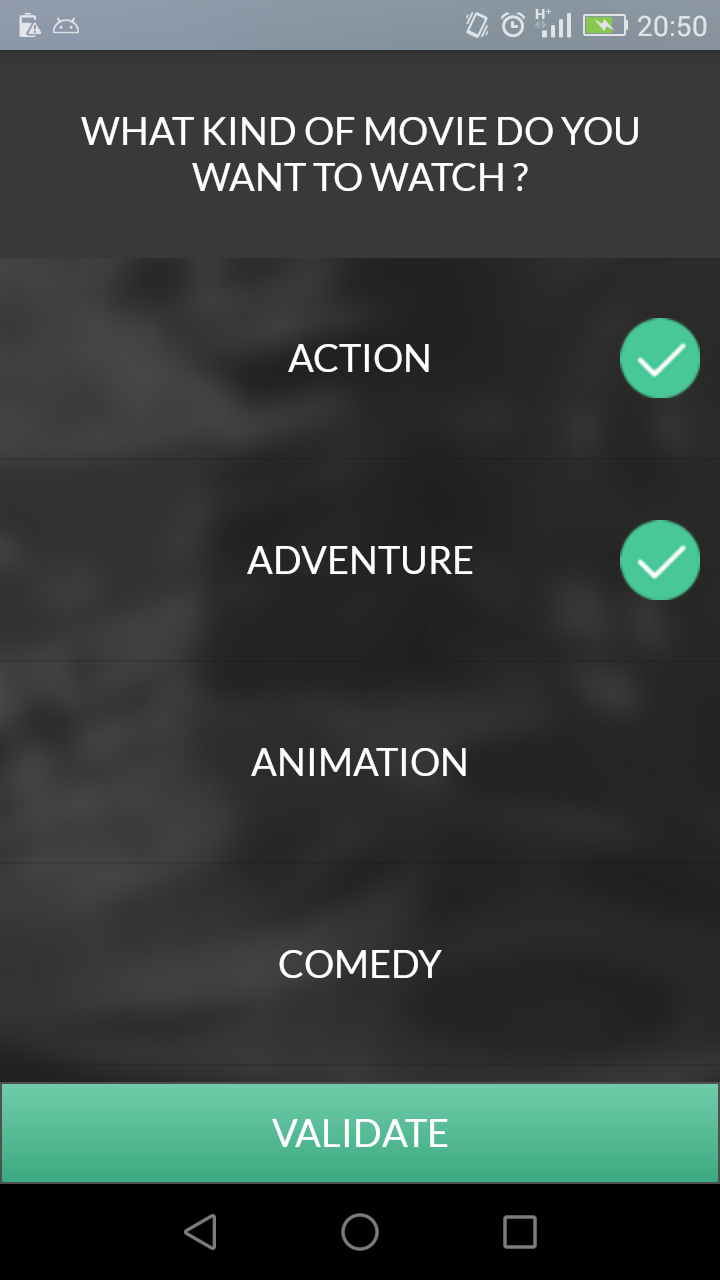 H+
20:50
WHAT KIND OF MOVIE DO YOU
WANT TO WATCH ?
ACTION
ADVENTURE
ANIMATION
COMEDY
VALIDATE